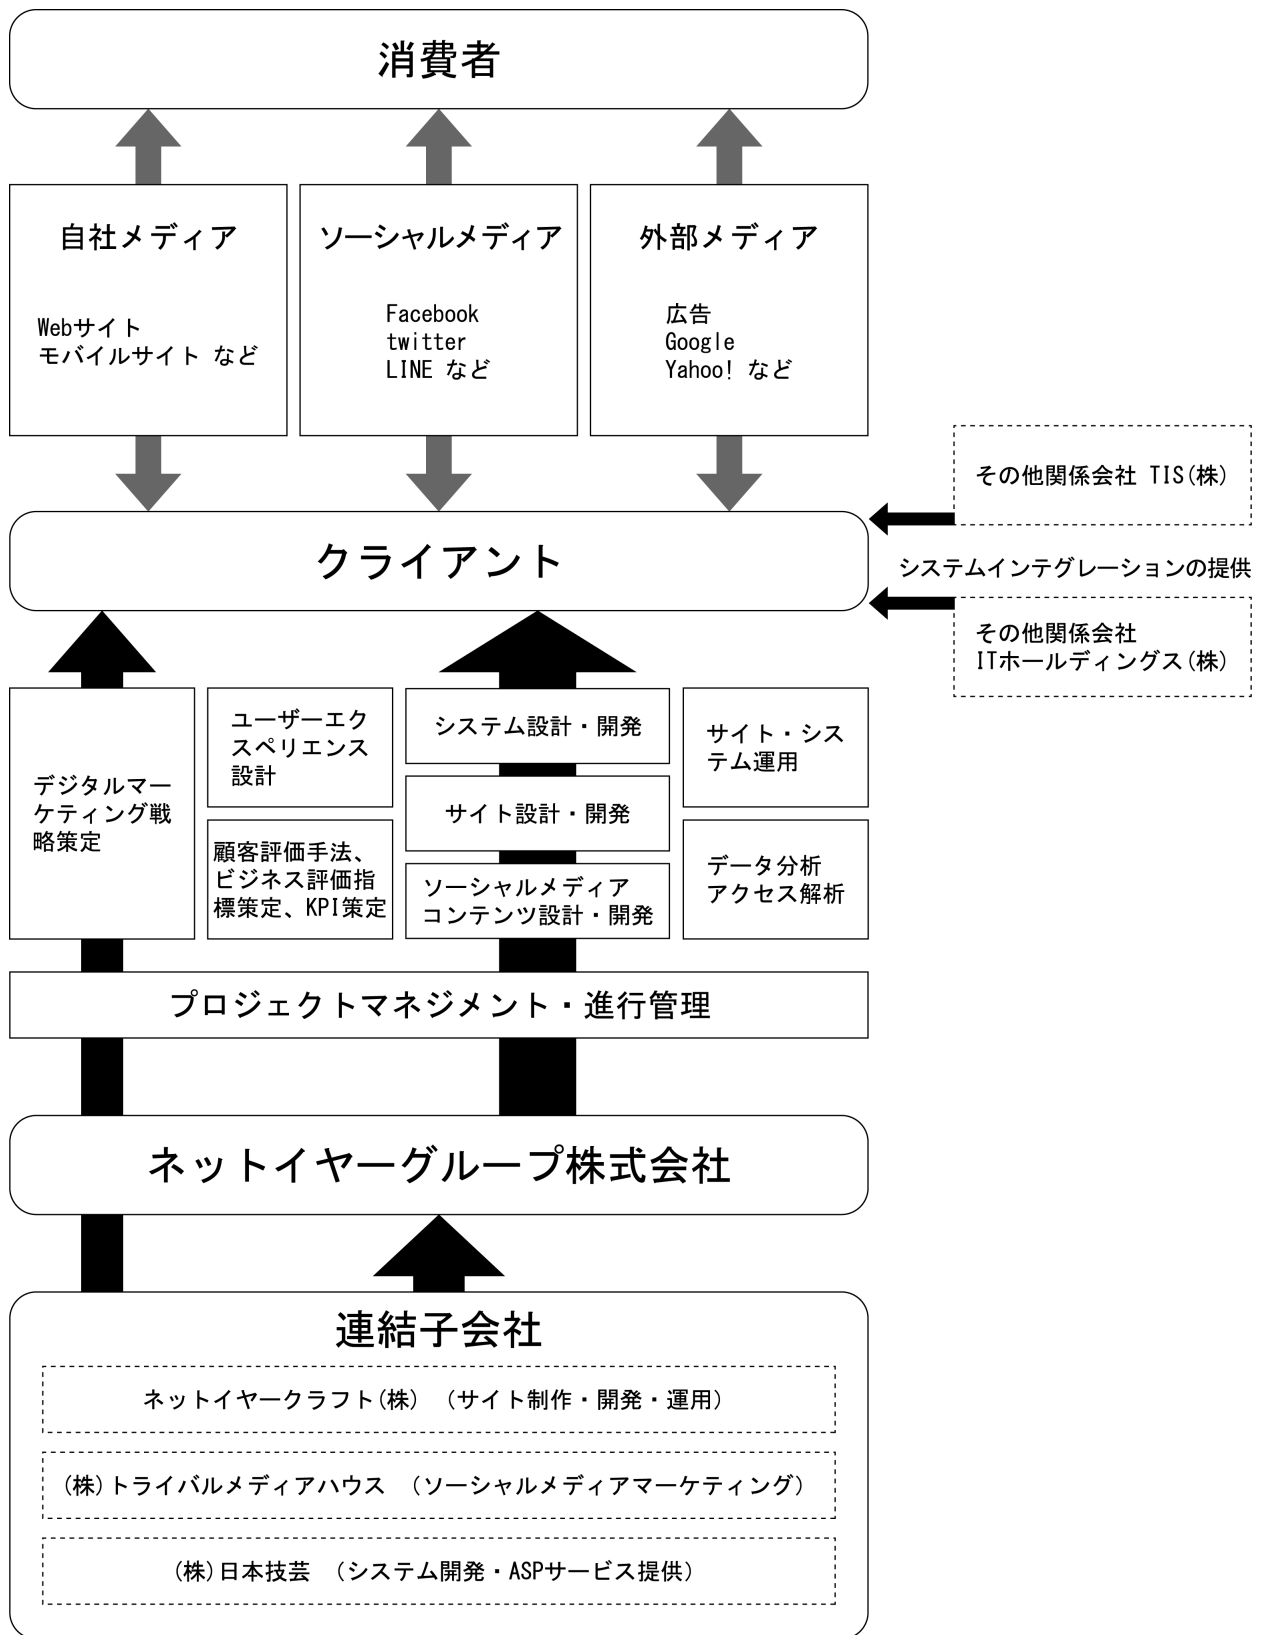 消費者
自社メディア
Webサイト
モバイルサイト など
ソーシャルメディア
Facebook
twitter
LINE など
外部メディア
広告
Google
Yahoo! など
その他関係会社 TIS(株)
クライアント
システムインテグレーションの提供
その他関係会社
ITホールディングス(株)
デジタルマー
ケティング戦
略策定
ユーザーエク
スペリエンス
設計
顧客評価手法、
ビジネス評価指
標策定、KPI策定
システム設計・開発
サイト設計・開発
ソーシャルメディア
コンテンツ設計・開発
サイト・シス
テム運用
データ分析
アクセス解析
プロジェクトマネジメント・進行管理
ネットイヤーグループ株式会社
連結子会社
ネットイヤークラフト(株) (サイト制作・開発・運用)
(株)トライバルメディアハウス (ソーシャルメディアマーケティング)
(株)日本技芸 (システム開発・ASPサービス提供)